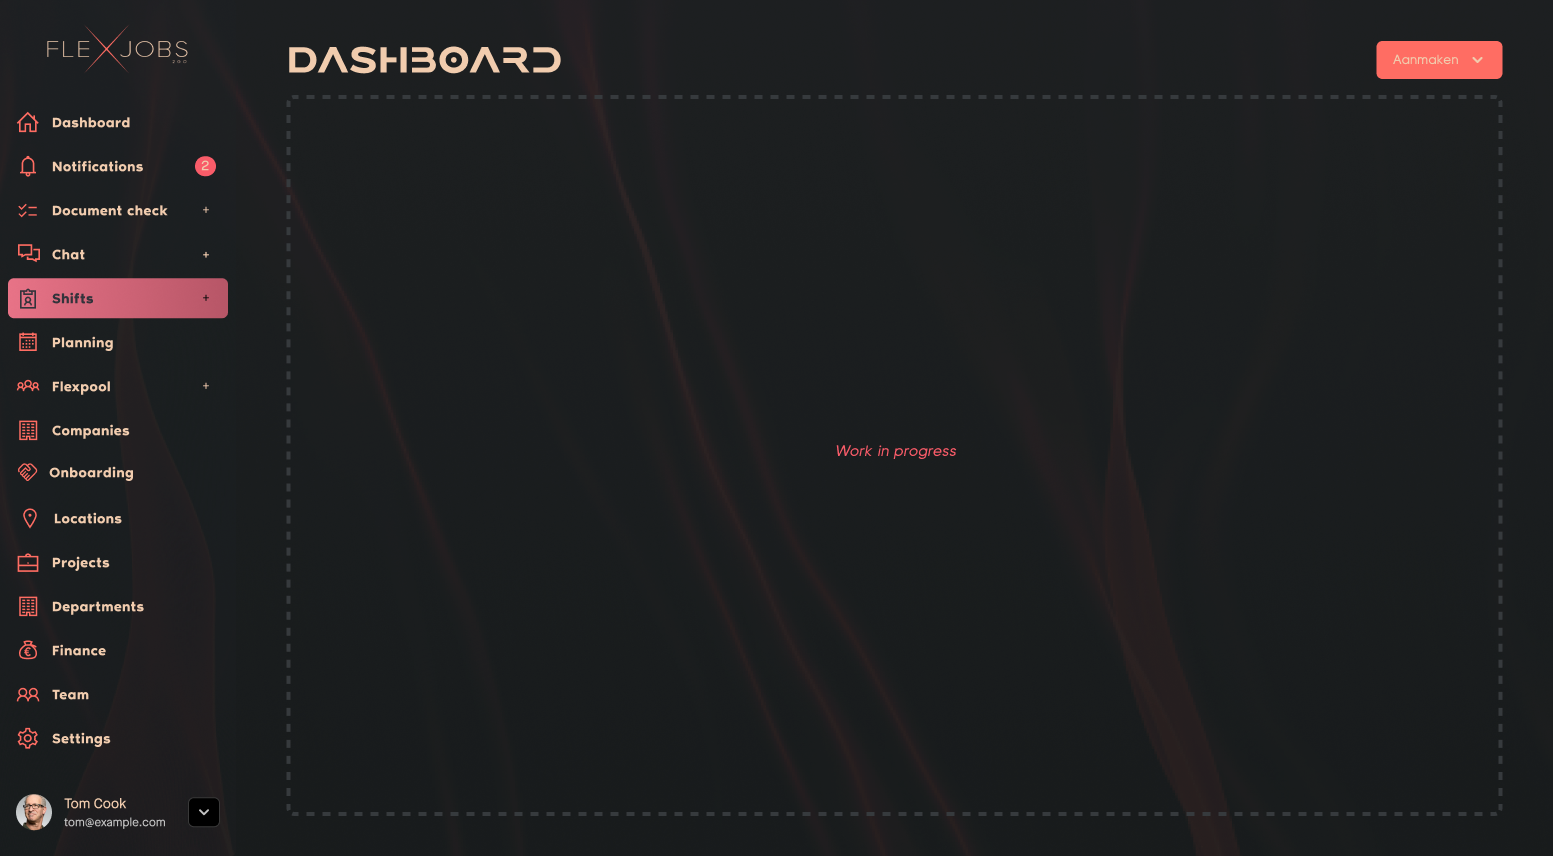 FLEXJOBS
DASHBOARD
Aanmaken
Dashboard
Notifications 2
Document check +
Chat +
Shifts +
Planning
Flexpool +
Companies
Onboarding
Locations
Projects
Departments
Finance
Team
Settings
Work in progress
Tom Cook
tom@example.com